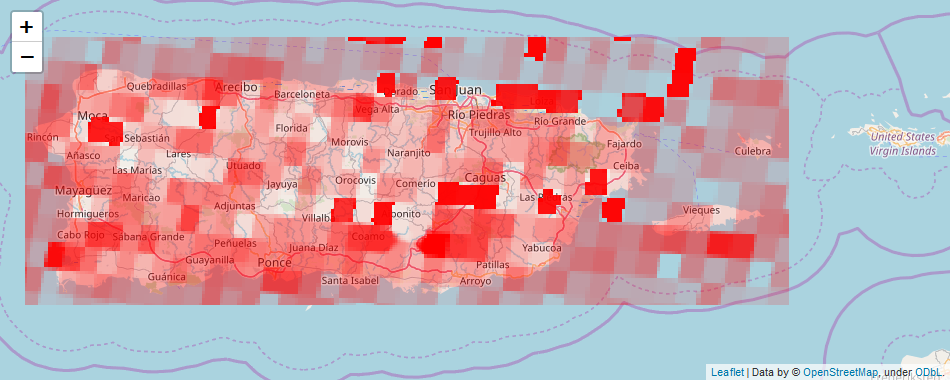 +
−
Quebradillas
Arecibo
Barceloneta
Dorado
San Juan
Moca
Vega Alta
Río Piedras
Loíza
Río Grande
Rincón
San Sebastián
Florida
Morovis
Trujillo Alto
Fajardo
Culebra
United States
Virgin Islands
Añasco
Lares
Naranjito
Ceiba
Las Marías
Utuado
Mayagüez
Maricao
Jayuya
Orocovis
Comerío
Caguas
Las Piedras
Hormigueros
Adjuntas
Villalba
Aibonito
Vieques
Cabo Rojo
Sabana Grande
Peñuelas
Juana Díaz
Coamo
Yabucoa
Guayanilla
Ponce
Patillas
Guánica
Santa Isabel
Arroyo
Leaflet | Data by © OpenStreetMap, under ODbL.